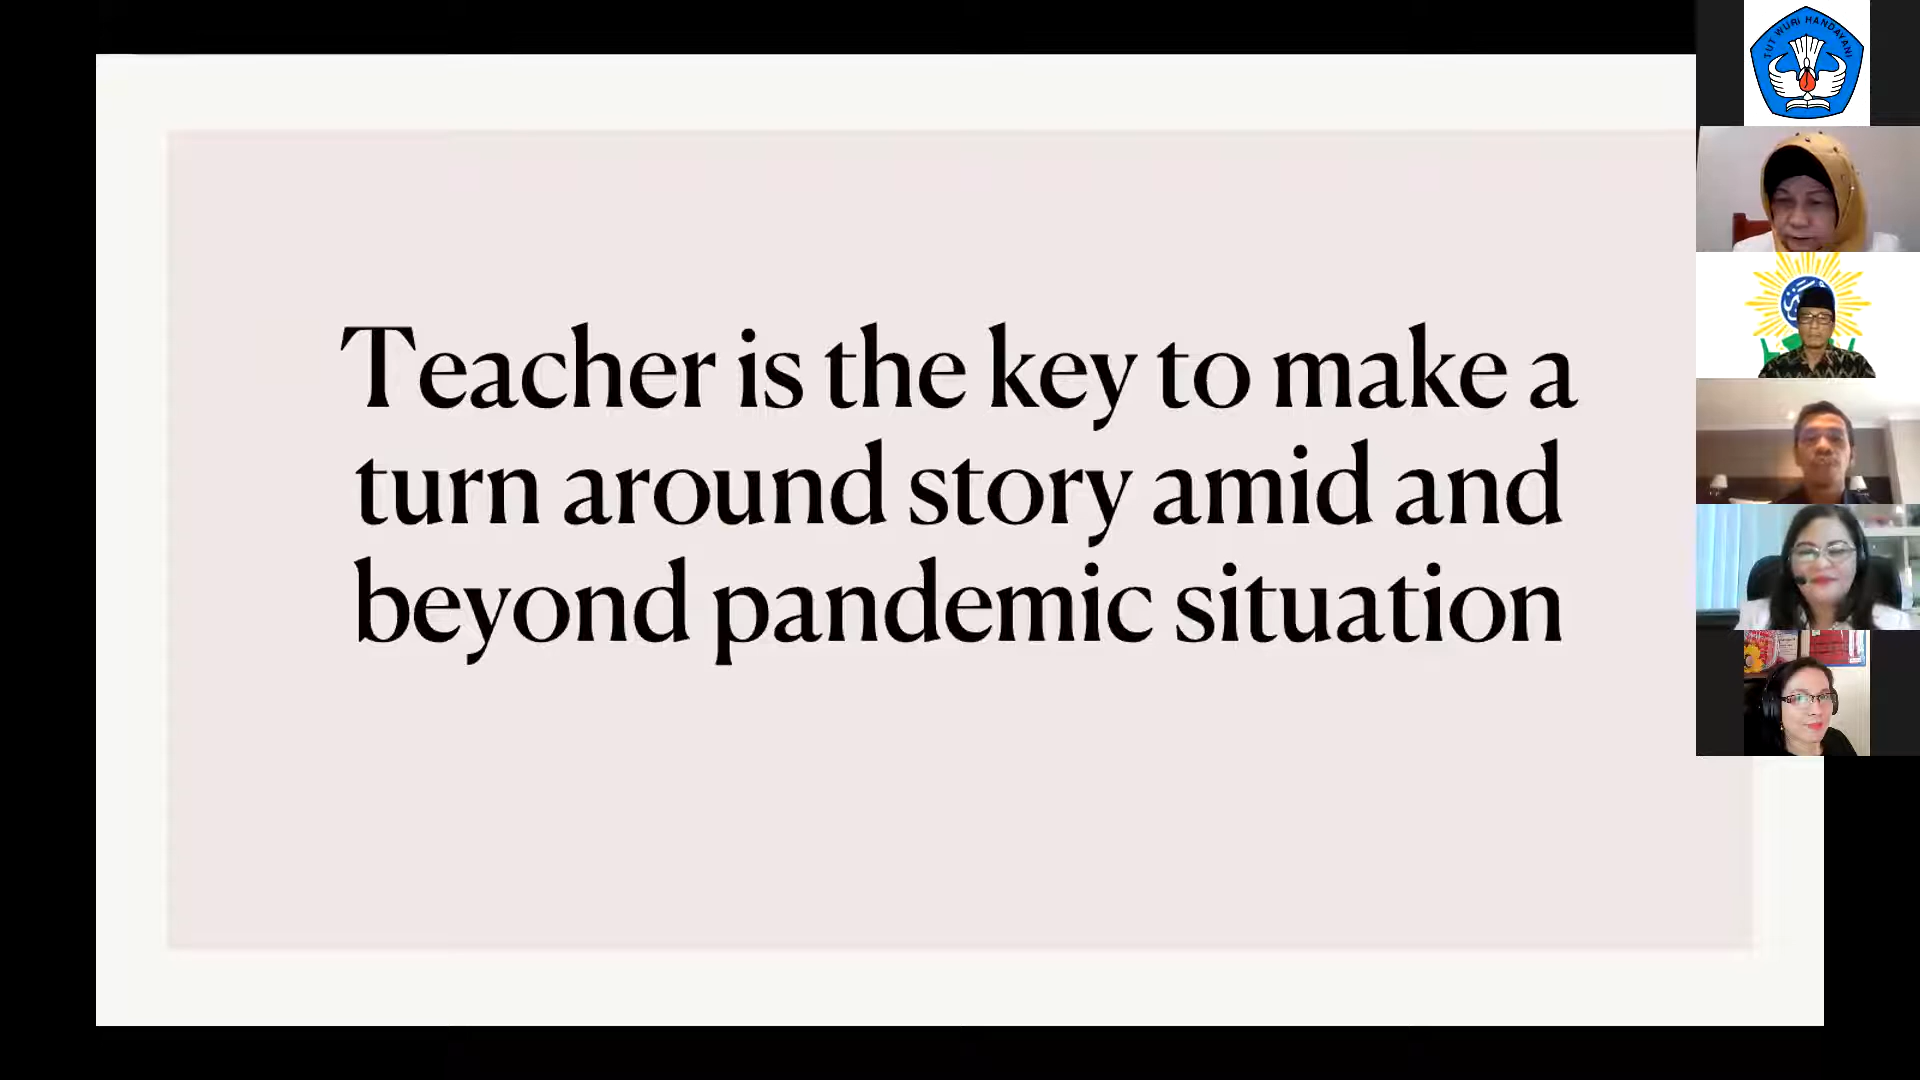 Teacher is the key to make a
turn around story amid and
beyond pandemic situation
TUT WURI HANDAYANI